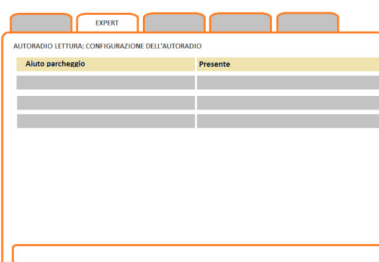 EXPERT
AUTORADIO LETTURA: CONFIGURAZIONE DELL'AUTORADIO
Aiuto parcheggio Presente